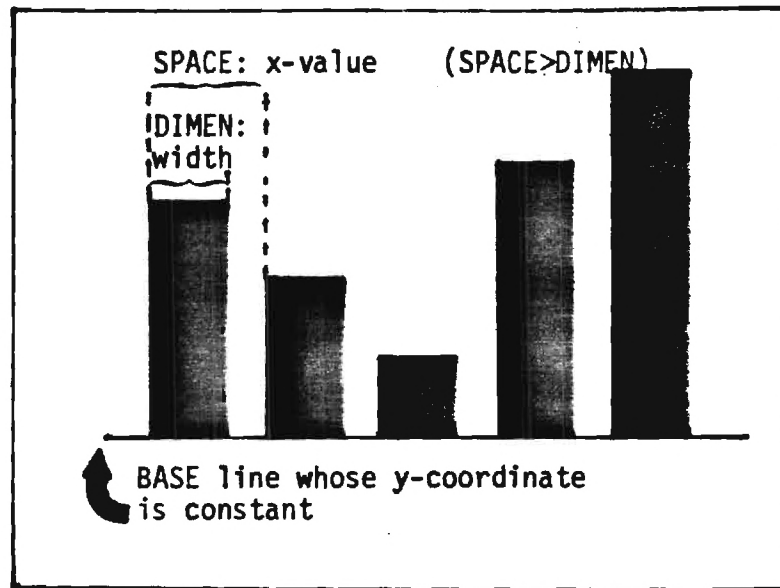 SPACE: x-value (SPACE>DIMEN)
DIMEN:
width
BASE line whose y-coordinate
is constant